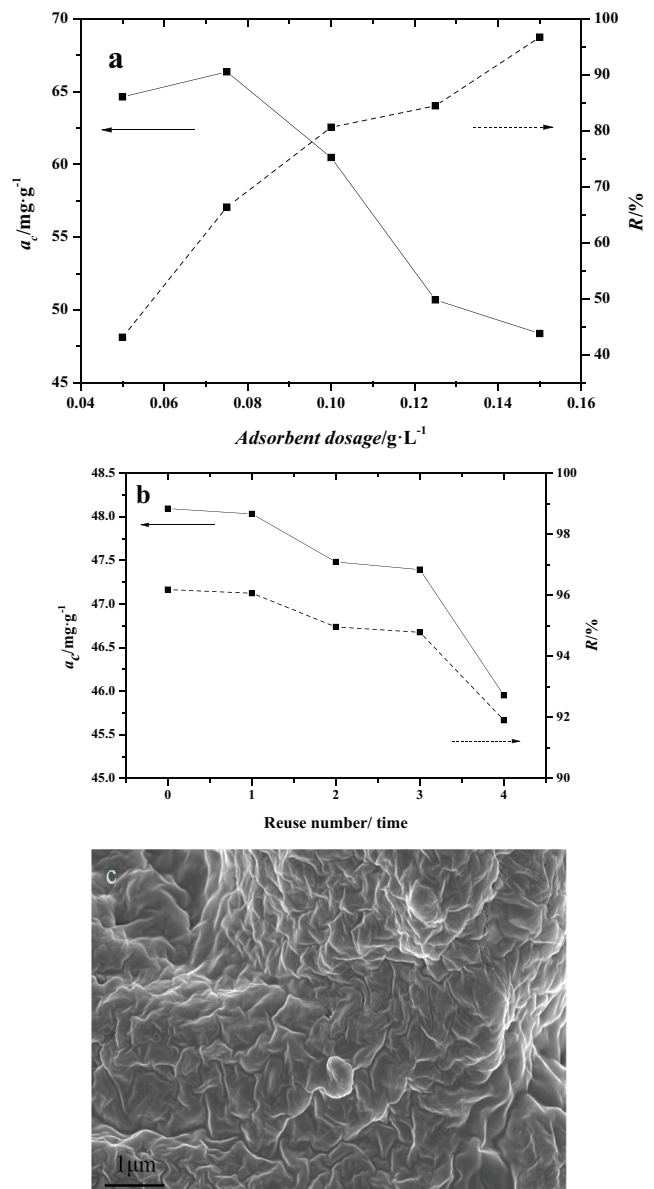 a
70
65
60
55
50
45
a_c/mg·g^-1
100
90
80
70
60
50
40
R/%
0.04 0.06 0.08 0.10 0.12 0.14 0.16
Adsorbent dosage/g·L^-1
b
48.5
48.0
47.5
47.0
46.5
46.0
45.5
45.0
a_c/mg·g^-1
100
98
96
94
92
90
R/%
0 1 2 3 4
Reuse number/ time
c
1μm